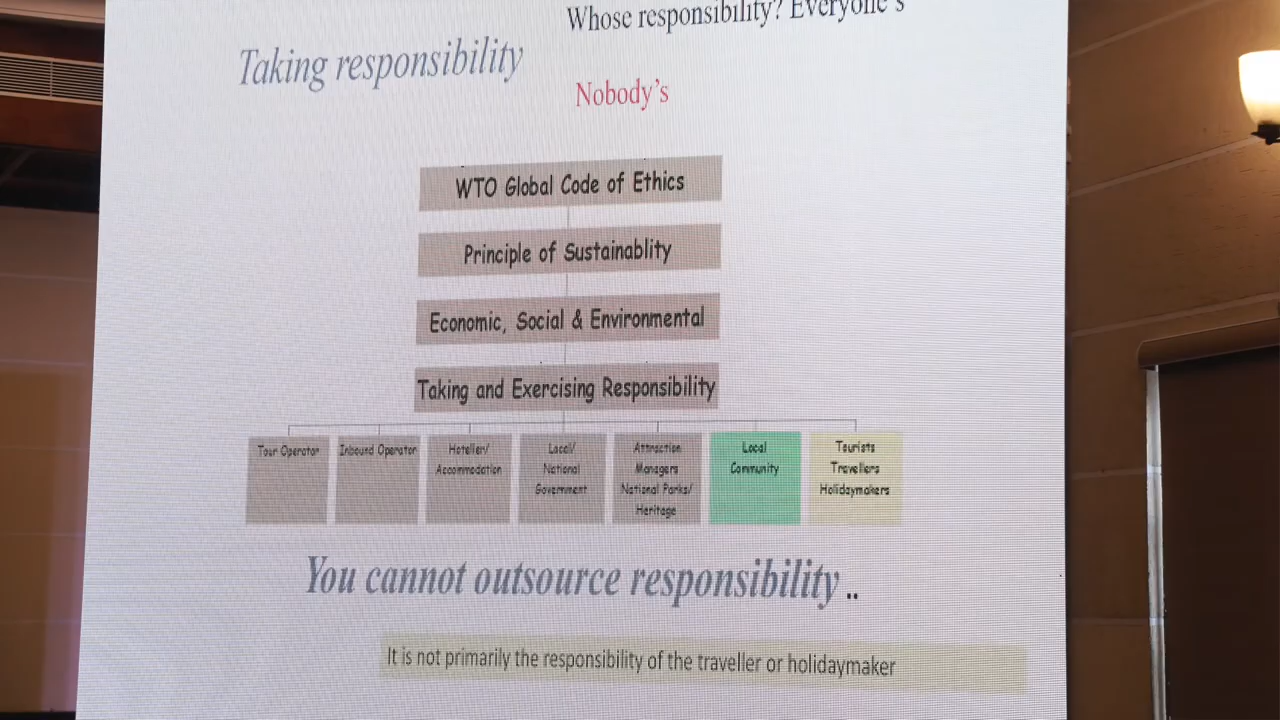 Whose responsibility? Everyone's
Taking responsibility
Nobody's
WTO Global Code of Ethics
Principle of Sustainablity
Economic, Social & Environmental
Taking and Exercising Responsibility
Tour Operator
Inbound Operator
Hotelier/
Accommodation
Local/
National
Government
Attraction
Managers
National Parks/
Heritage
Local
Community
Tourists
Travellers
Holidaymakers
You cannot outsource responsibility..
It is not primarily the responsibility of the traveller or holidaymaker